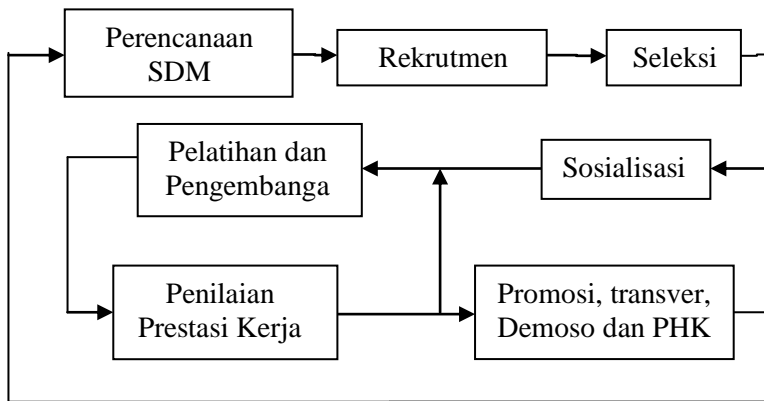 Perencanaan
SDM
Rekrutmen
Seleksi
Pelatihan dan
Pengembanga
Sosialisasi
Penilaian
Prestasi Kerja
Promosi, transver,
Demoso dan PHK